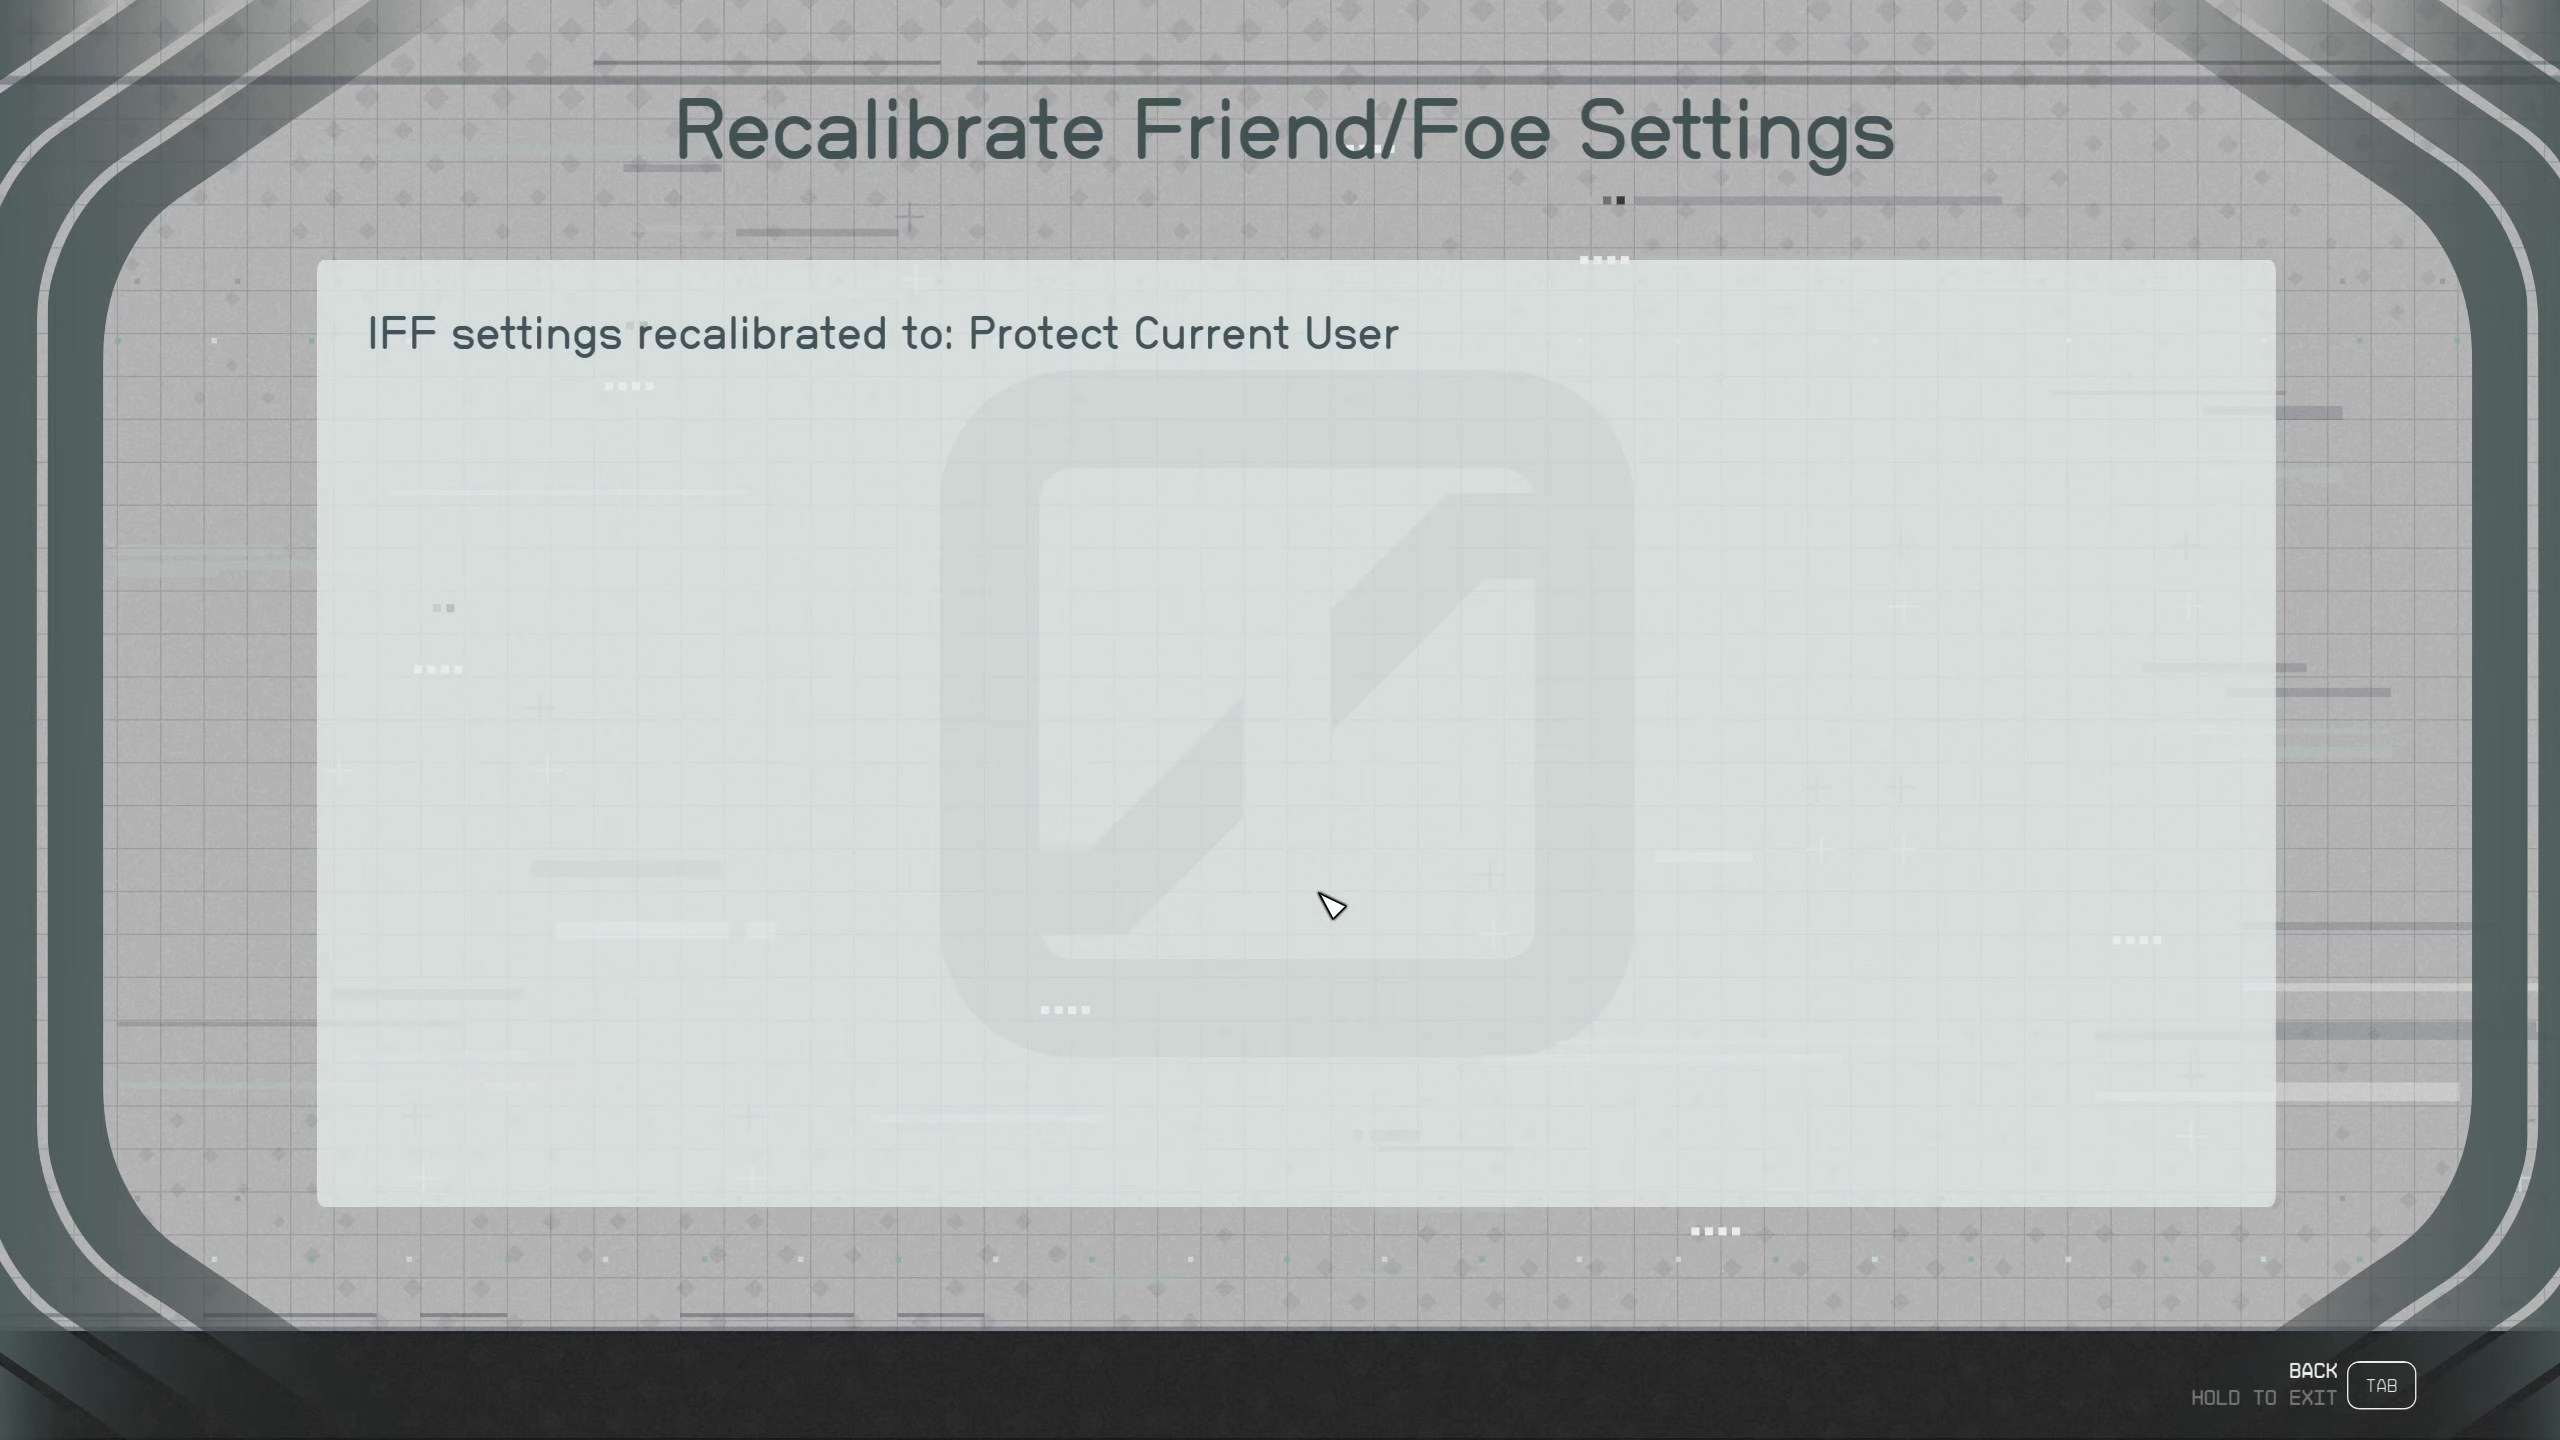 Recalibrate Friend/Foe Settings
IFF settings recalibrated to: Protect Current User
BACK
HOLD TO EXIT
TAB